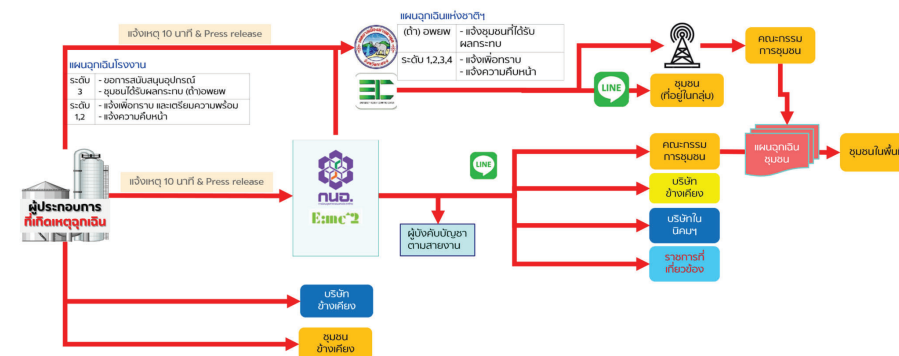 แผนฉุกเฉินแห่งชาติฯ
(ถ้า) อพยพ - แจ้งชุมชนที่ได้รับ
ผลกระทบ
ระดับ 1,2,3,4 - แจ้งเพื่อทราบ
- แจ้งความคืบหน้า
แจ้งเหตุ 10 นาที & Press release
แผนฉุกเฉินโรงงาน
ระดับ - ขอการสนับสนุนอุปกรณ์
3 - ชุมชนได้รับผลกระทบ (ถ้า)อพยพ
ระดับ - แจ้งเพื่อทราบ และเตรียมความพร้อม
1,2 - แจ้งความคืบหน้า
EC
LINE
คณะกรรม
การชุมชน
ชุมชน
(ที่อยู่ในกลุ่ม)
แจ้งเหตุ 10 นาที & Press release
ผู้ประกอบการ
ที่เกิดเหตุฉุกเฉิน
กนอ.
E:mc^2
LINE
ผู้บังคับบัญชา
ตามสายงาน
คณะกรรม
การชุมชน
แผนฉุกเฉิน
ชุมชน
ชุมชนในพื้นที่
บริษัท
ข้างเคียง
บริษัทใน
นิคมฯ
ราชการที่
เกี่ยวข้อง
บริษัท
ข้างเคียง
ชุมชน
ข้างเคียง